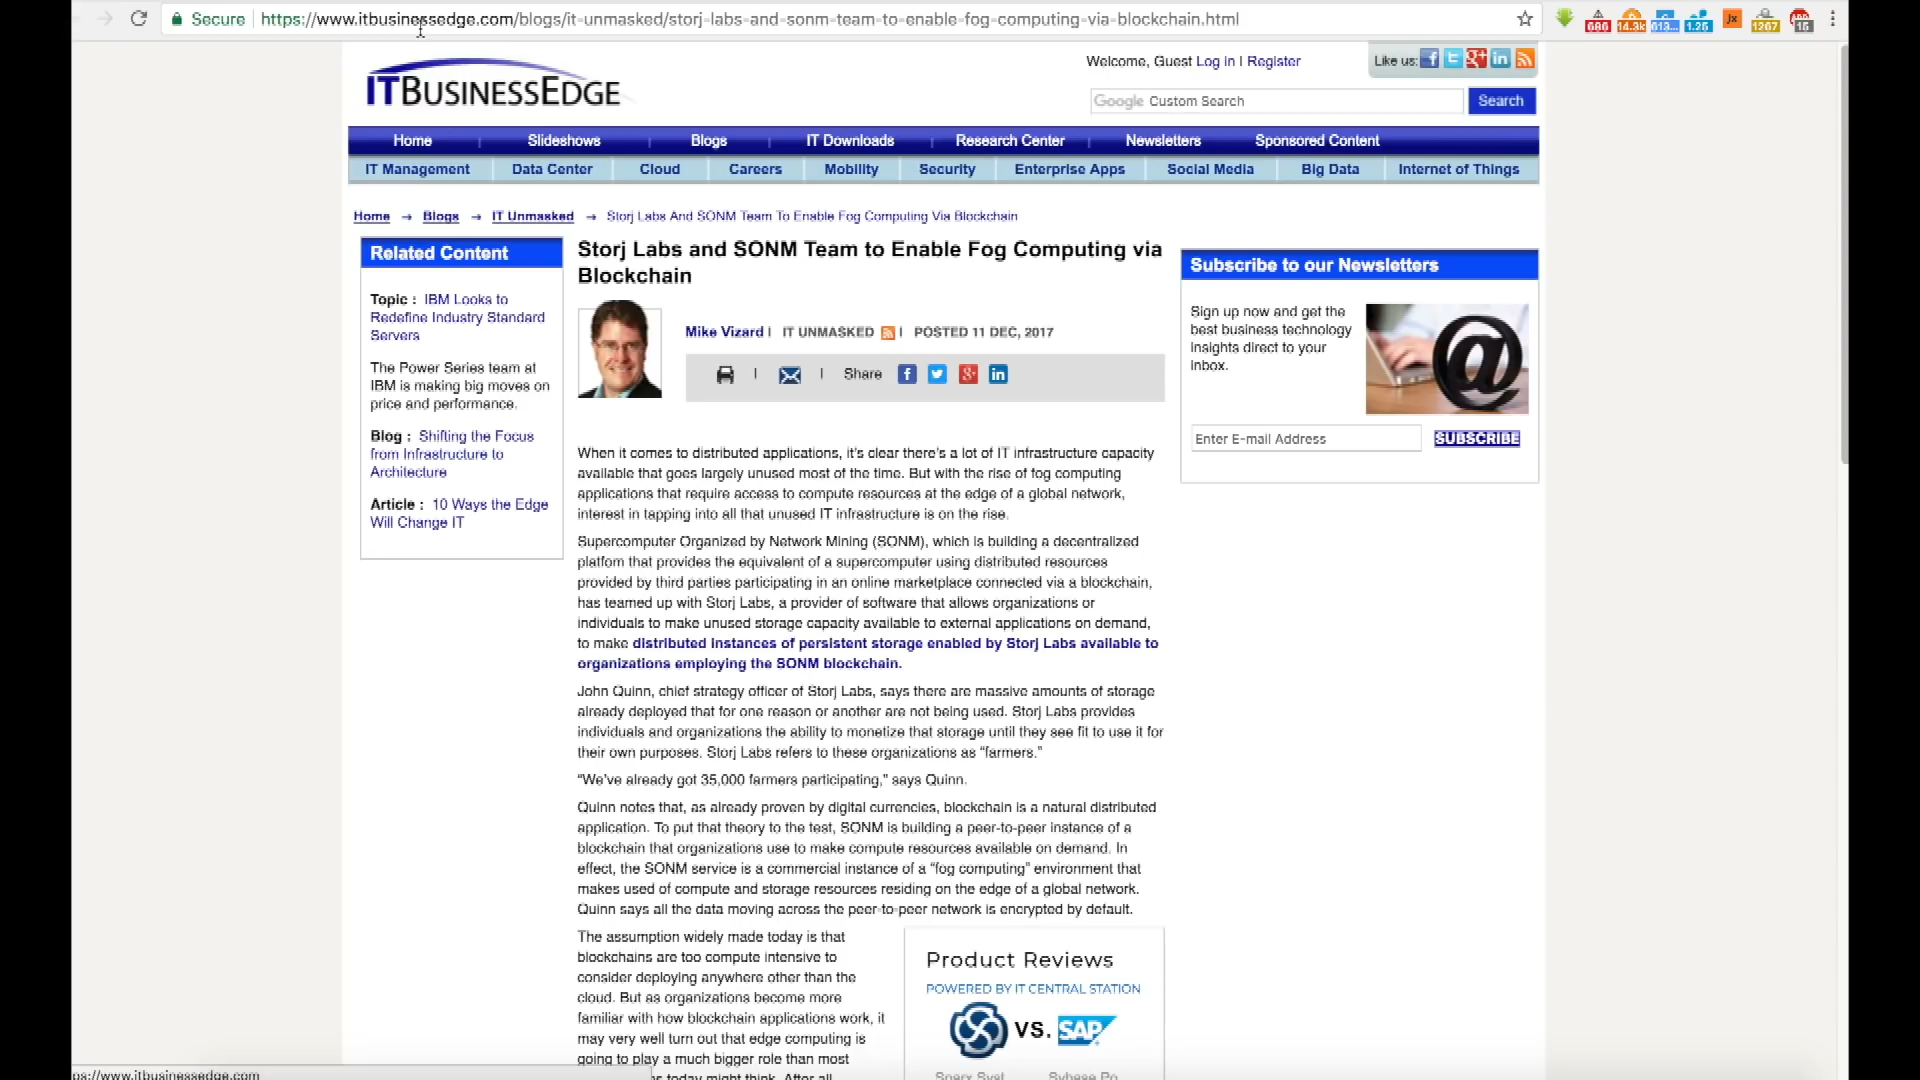 Secure https://www.itbusinessedge.com/blogs/it-unmasked/storj-labs-and-sonm-team-to-enable-fog-computing-via-blockchain.html
686 14.3k 613... 1.25 Jx 1267 15
ITBUSINESSEDGE
Welcome, Guest Log In | Register
Like us:
Google Custom Search Search
Home Slideshows Blogs IT Downloads Research Center Newsletters Sponsored Content
IT Management Data Center Cloud Careers Mobility Security Enterprise Apps Social Media Big Data Internet of Things
Home → Blogs → IT Unmasked → Storj Labs And SONM Team To Enable Fog Computing Via Blockchain
Related Content
Topic : IBM Looks to
Redefine Industry Standard
Servers
The Power Series team at
IBM is making big moves on
price and performance.
Blog : Shifting the Focus
from Infrastructure to
Architecture
Article : 10 Ways the Edge
Will Change IT
Storj Labs and SONM Team to Enable Fog Computing via
Blockchain
Mike Vizard | IT UNMASKED | POSTED 11 DEC, 2017
| | Share
When it comes to distributed applications, it's clear there's a lot of IT infrastructure capacity
available that goes largely unused most of the time. But with the rise of fog computing
applications that require access to compute resources at the edge of a global network,
interest in tapping into all that unused IT infrastructure is on the rise.
Supercomputer Organized by Network Mining (SONM), which is building a decentralized
platfom that provides the equivalent of a supercomputer using distributed resources
provided by third parties participating in an online marketplace connected via a blockchain,
has teamed up with Storj Labs, a provider of software that allows organizations or
individuals to make unused storage capacity available to external applications on demand,
to make distributed instances of persistent storage enabled by Storj Labs available to
organizations employing the SONM blockchain.
John Quinn, chief strategy officer of Storj Labs, says there are massive amounts of storage
already deployed that for one reason or another are not being used. Storj Labs provides
individuals and organizations the ability to monetize that storage until they see fit to use it for
their own purposes. Storj Labs refers to these organizations as “farmers.”
“We've already got 35,000 farmers participating,” says Quinn.
Quinn notes that, as already proven by digital currencies, blockchain is a natural distributed
application. To put that theory to the test, SONM is building a peer-to-peer instance of a
blockchain that organizations use to make compute resources available on demand. In
effect, the SONM service is a commercial instance of a “fog computing” environment that
makes used of compute and storage resources residing on the edge of a global network.
Quinn says all the data moving across the peer-to-peer network is encrypted by default.
The assumption widely made today is that
blockchains are too compute intensive to
consider deploying anywhere other than the
cloud. But as organizations become more
familiar with how blockchain applications work, it
may very well turn out that edge computing is
going to play a much bigger role than most
today might think. After all,
Product Reviews
POWERED BY IT CENTRAL STATION
VS. SAP
Sparx Syst Sybase Po
Subscribe to our Newsletters
Sign up now and get the
best business technology
insights direct to your
inbox.
Enter E-mail Address SUBSCRIBE
ps://www.itbusinessedge.com